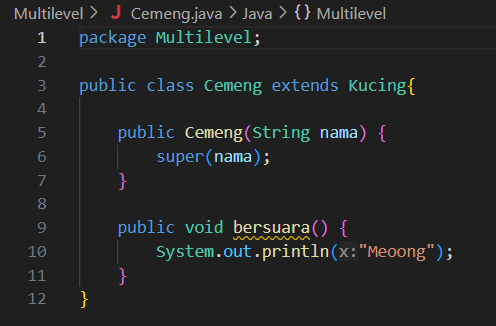 Multilevel > J Cemeng.java > Java > {} Multilevel
1 package Multilevel;
2
3 public class Cemeng extends Kucing{
4
5 public Cemeng(String nama) {
6 super(nama);
7 }
8
9 public void bersuara() {
10 System.out.println(x:"Meoong");
11 }
12 }